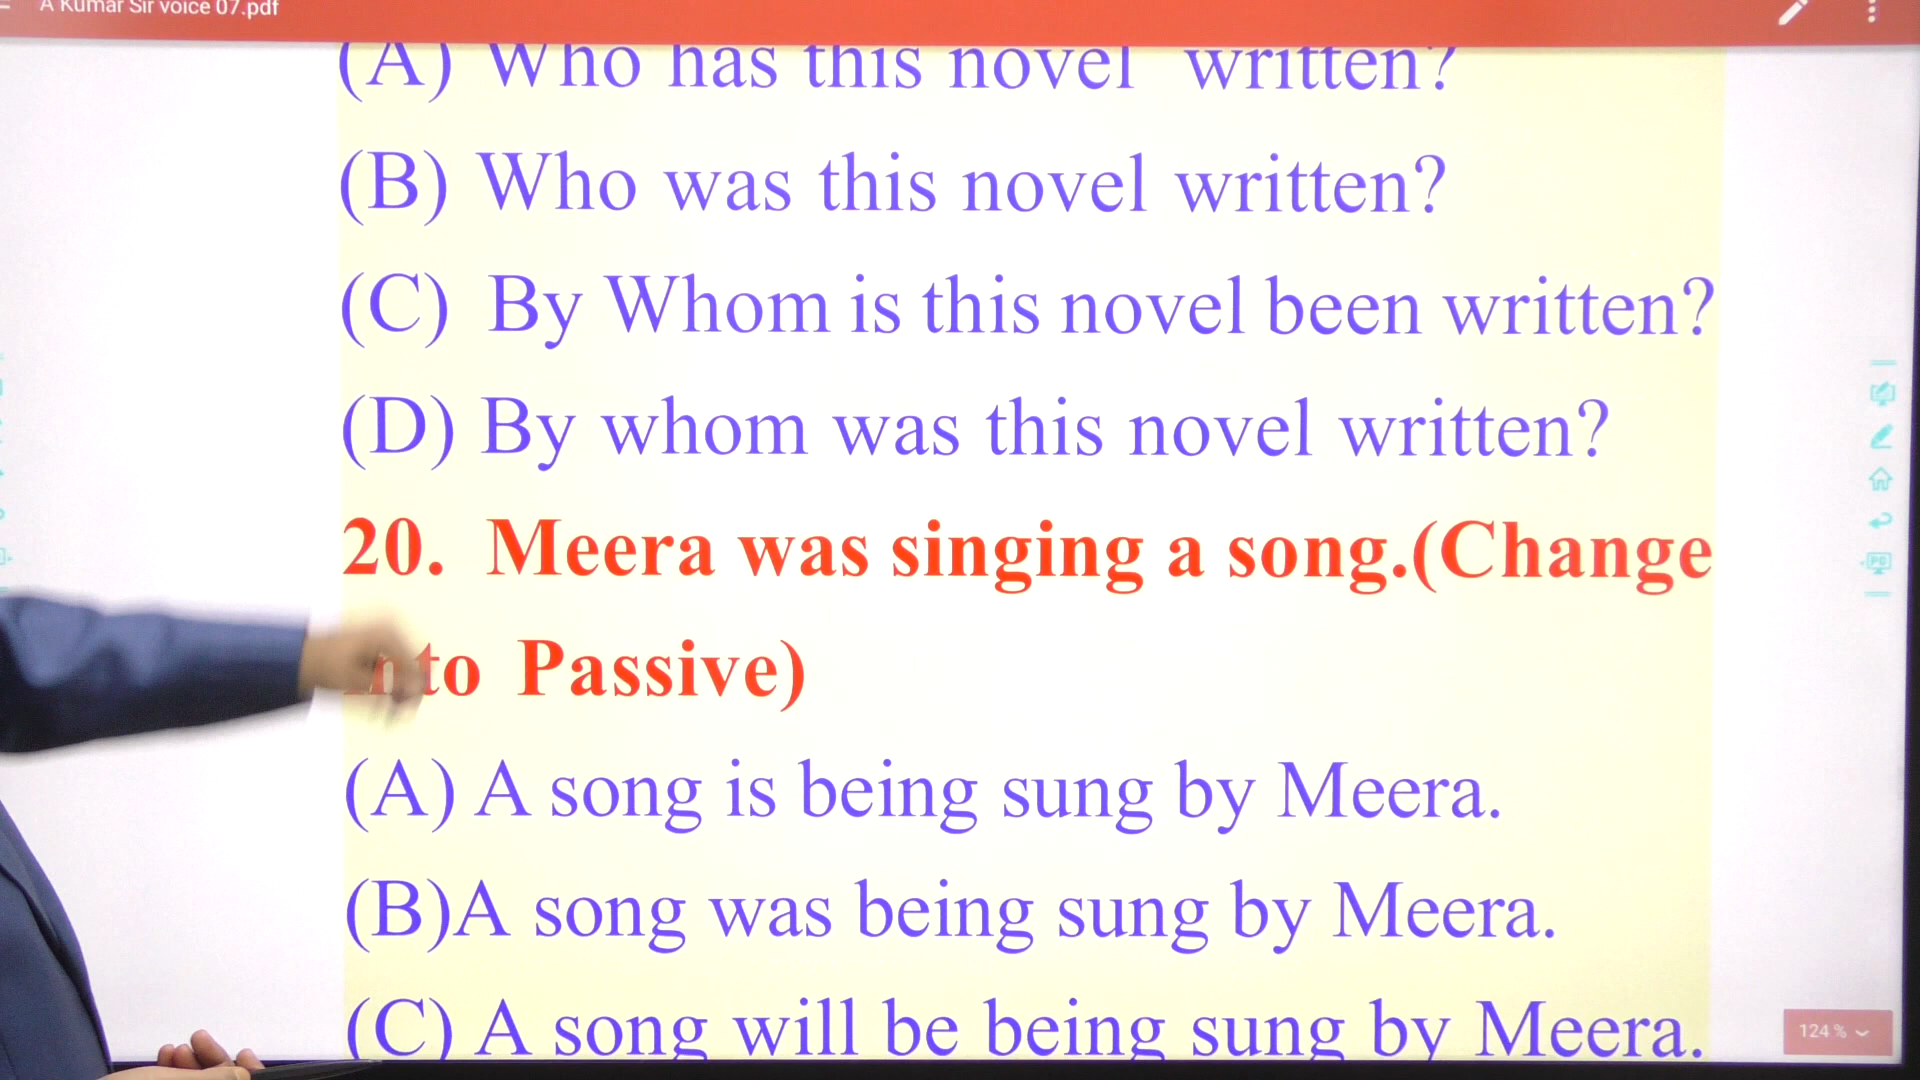 A Kumar Sir voice 07.pdf
(A) Who has this novel written?
(B) Who was this novel written?
(C) By Whom is this novel been written?
(D) By whom was this novel written?
20. Meera was singing a song.(Change
into Passive)
(A) A song is being sung by Meera.
(B)A song was being sung by Meera.
(C) A song will be being sung by Meera.
124 %